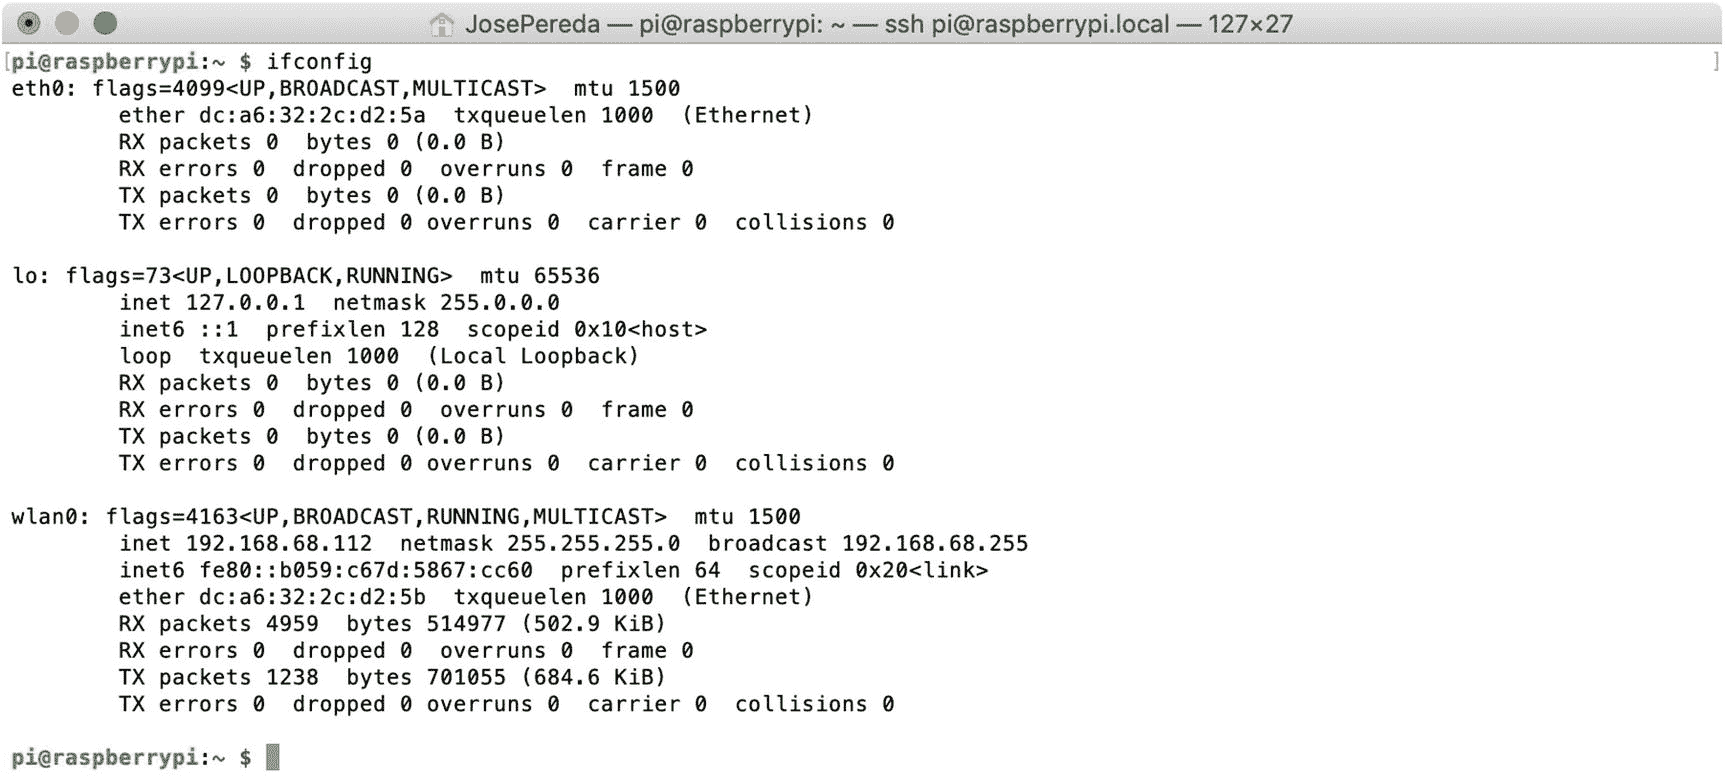 JosePereda — pi@raspberrypi: ~ — ssh pi@raspberrypi.local — 127×27
[pi@raspberrypi:~ $ ifconfig ]
eth0: flags=4099<UP,BROADCAST,MULTICAST>  mtu 1500
        ether dc:a6:32:2c:d2:5a  txqueuelen 1000  (Ethernet)
        RX packets 0  bytes 0 (0.0 B)
        RX errors 0  dropped 0  overruns 0  frame 0
        TX packets 0  bytes 0 (0.0 B)
        TX errors 0  dropped 0 overruns 0  carrier 0  collisions 0

lo: flags=73<UP,LOOPBACK,RUNNING>  mtu 65536
        inet 127.0.0.1  netmask 255.0.0.0
        inet6 ::1  prefixlen 128  scopeid 0x10<host>
        loop  txqueuelen 1000  (Local Loopback)
        RX packets 0  bytes 0 (0.0 B)
        RX errors 0  dropped 0  overruns 0  frame 0
        TX packets 0  bytes 0 (0.0 B)
        TX errors 0  dropped 0 overruns 0  carrier 0  collisions 0

wlan0: flags=4163<UP,BROADCAST,RUNNING,MULTICAST>  mtu 1500
        inet 192.168.68.112  netmask 255.255.255.0  broadcast 192.168.68.255
        inet6 fe80::b059:c67d:5867:cc60  prefixlen 64  scopeid 0x20<link>
        ether dc:a6:32:2c:d2:5b  txqueuelen 1000  (Ethernet)
        RX packets 4959  bytes 514977 (502.9 KiB)
        RX errors 0  dropped 0  overruns 0  frame 0
        TX packets 1238  bytes 701055 (684.6 KiB)
        TX errors 0  dropped 0 overruns 0  carrier 0  collisions 0

pi@raspberrypi:~ $